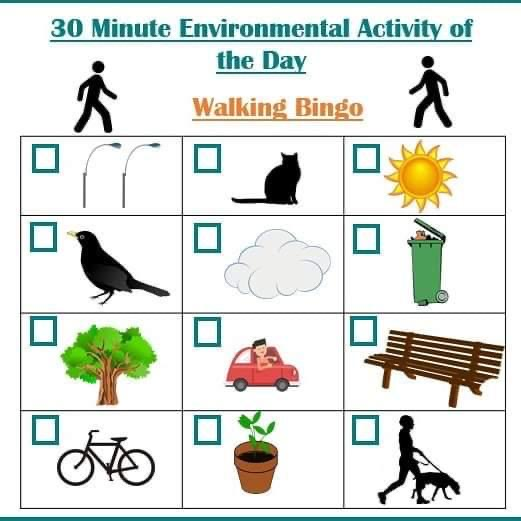 30 Minute Environmental Activity of
the Day
Walking Bingo